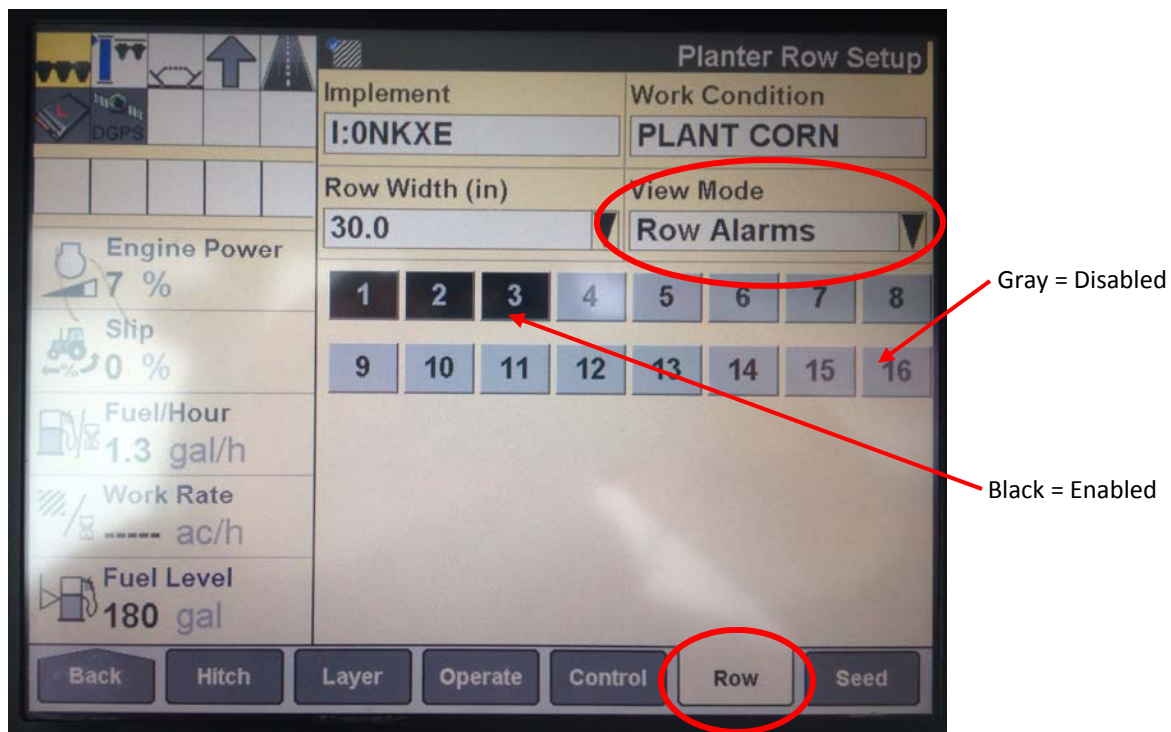 Planter Row Setup
DGPS
Implement
Work Condition
I:0NKXE
PLANT CORN
Row Width (in)
View Mode
30.0
Row Alarms
Engine Power
7 %
1 2 3 4 5 6 7 8
Gray = Disabled
Slip
0 %
9 10 11 12 13 14 15 16
Fuel/Hour
1.3 gal/h
Work Rate
----- ac/h
Black = Enabled
Fuel Level
180 gal
Back Hitch Layer Operate Control Row Seed